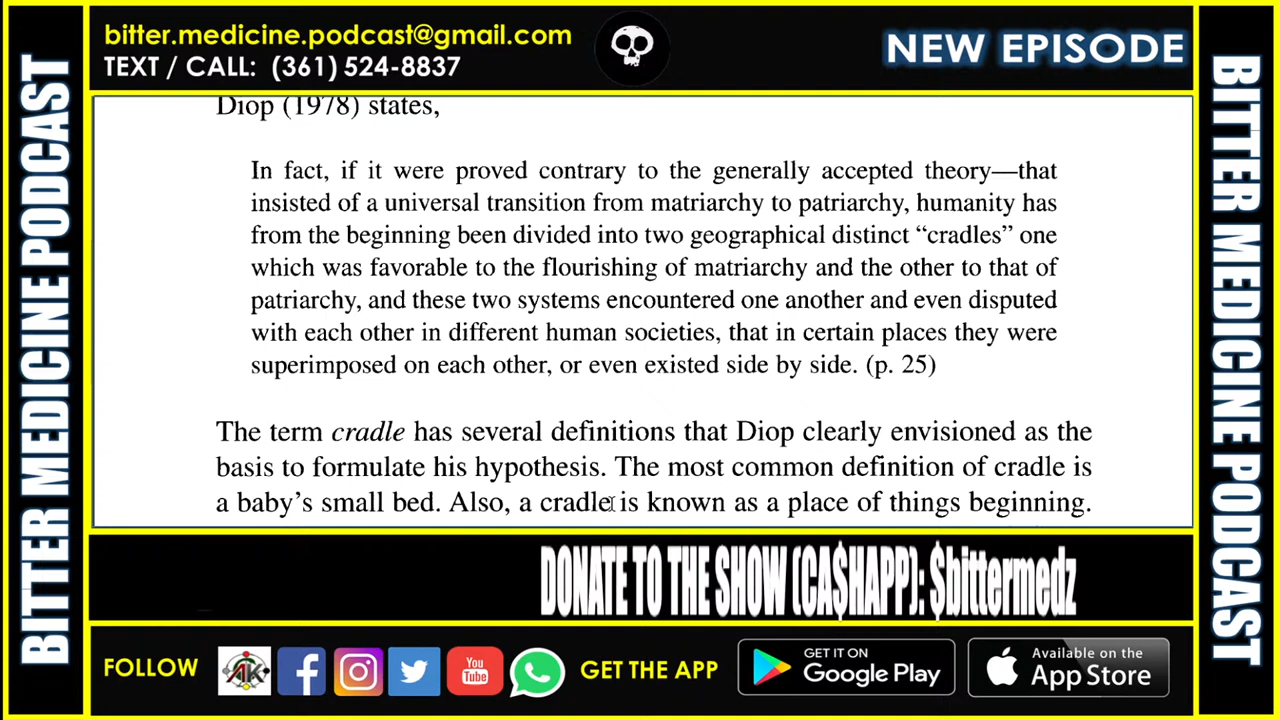 bitter.medicine.podcast@gmail.com
TEXT / CALL: (361) 524-8837
NEW EPISODE
BITTER MEDICINE PODCAST
Diop (1978) states,
In fact, if it were proved contrary to the generally accepted theory—that
insisted of a universal transition from matriarchy to patriarchy, humanity has
from the beginning been divided into two geographical distinct “cradles” one
which was favorable to the flourishing of matriarchy and the other to that of
patriarchy, and these two systems encountered one another and even disputed
with each other in different human societies, that in certain places they were
superimposed on each other, or even existed side by side. (p. 25)
The term cradle has several definitions that Diop clearly envisioned as the
basis to formulate his hypothesis. The most common definition of cradle is
a baby’s small bed. Also, a cradle is known as a place of things beginning.
BITTER MEDICINE PODCAST
DONATE TO THE SHOW (CA$HAPP): $bittermedz
FOLLOW
ATK
You
Tube
GET THE APP
GET IT ON
Google Play
Available on the
App Store